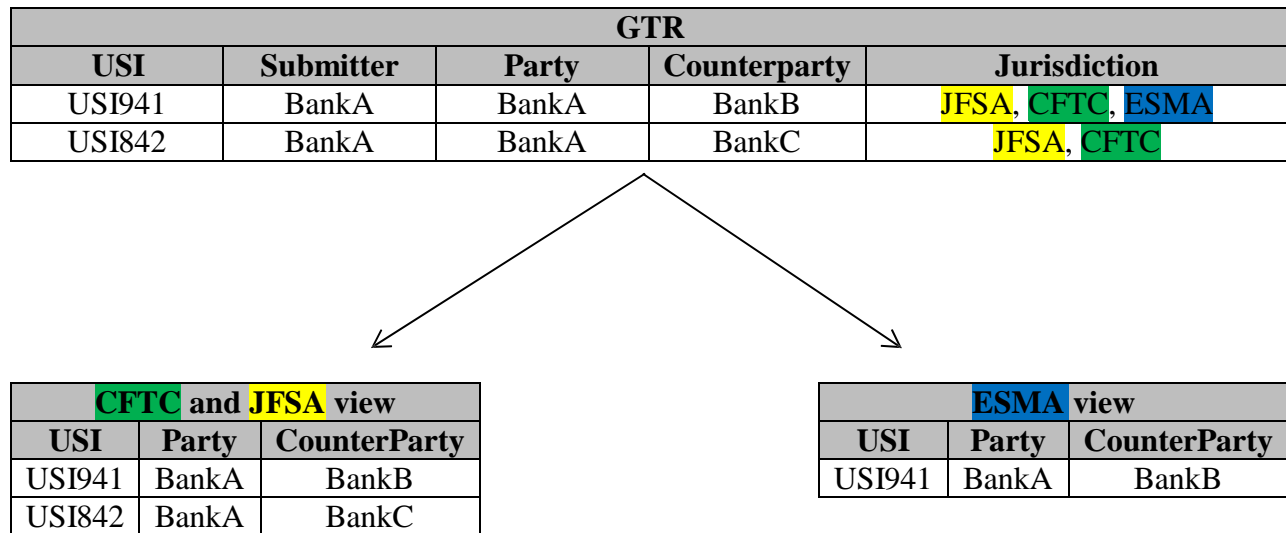 GTR
USI Submitter Party Counterparty Jurisdiction
USI941 BankA BankA BankB JFSA, CFTC, ESMA
USI842 BankA BankA BankC JFSA, CFTC
CFTC and JFSA view
USI Party CounterParty
USI941 BankA BankB
USI842 BankA BankC
ESMA view
USI Party CounterParty
USI941 BankA BankB